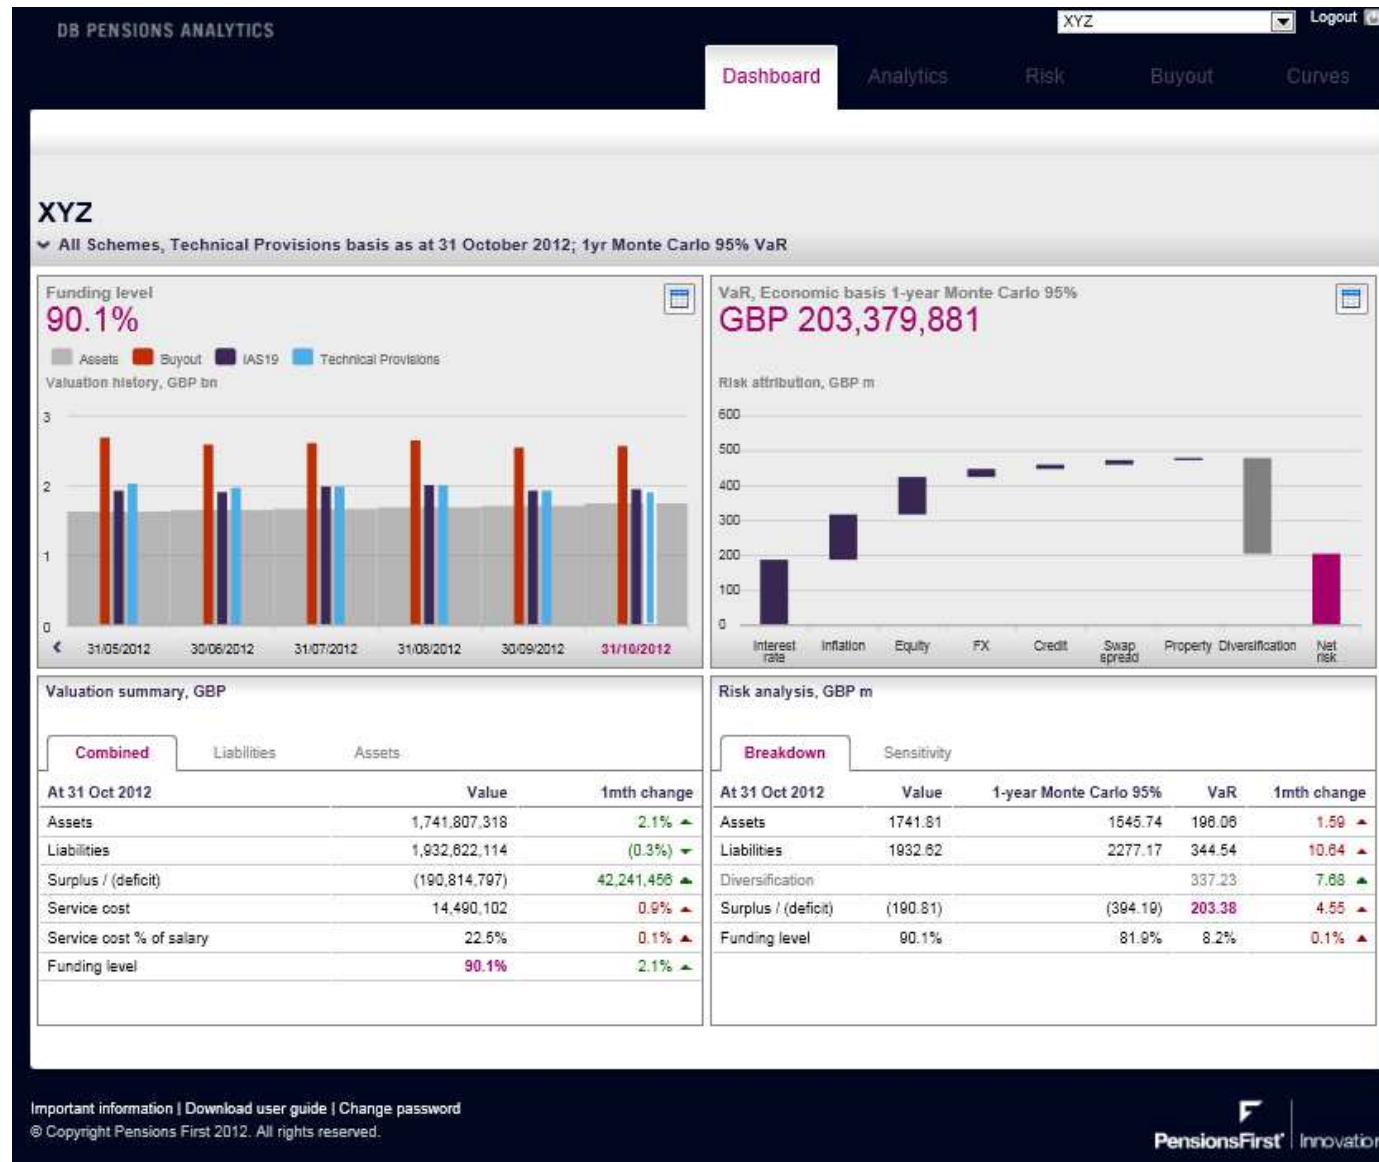 DB PENSIONS ANALYTICS
XYZ
Logout
Dashboard Analytics Risk Buyout Curves
XYZ
All Schemes, Technical Provisions basis as at 31 October 2012; 1yr Monte Carlo 95% VaR
Funding level
90.1%
Assets Buyout IAS19 Technical Provisions
Valuation history, GBP bn
3
2
1
0
31/05/2012 30/06/2012 31/07/2012 31/08/2012 30/09/2012 31/10/2012
VaR, Economic basis 1-year Monte Carlo 95%
GBP 203,379,881
Risk attribution, GBP m
600
500
400
300
200
100
0
Interest rate Inflation Equity FX Credit Swap spread Property Diversification Net risk
Valuation summary, GBP
Combined Liabilities Assets
At 31 Oct 2012 Value 1mth change
Assets 1,741,807,318 2.1%
Liabilities 1,932,622,114 (0.3%)
Surplus / (deficit) (190,814,797) 42,241,456
Service cost 14,490,102 0.9%
Service cost % of salary 22.5% 0.1%
Funding level 90.1% 2.1%
Risk analysis, GBP m
Breakdown Sensitivity
At 31 Oct 2012 Value 1-year Monte Carlo 95% VaR 1mth change
Assets 1741.81 1545.74 196.06 1.59
Liabilities 1932.62 2277.17 344.54 10.64
Diversification 337.23 7.68
Surplus / (deficit) (190.81) (394.19) 203.38 4.55
Funding level 90.1% 81.9% 8.2% 0.1%
Important information | Download user guide | Change password
© Copyright Pensions First 2012. All rights reserved.
PensionsFirst Innovation